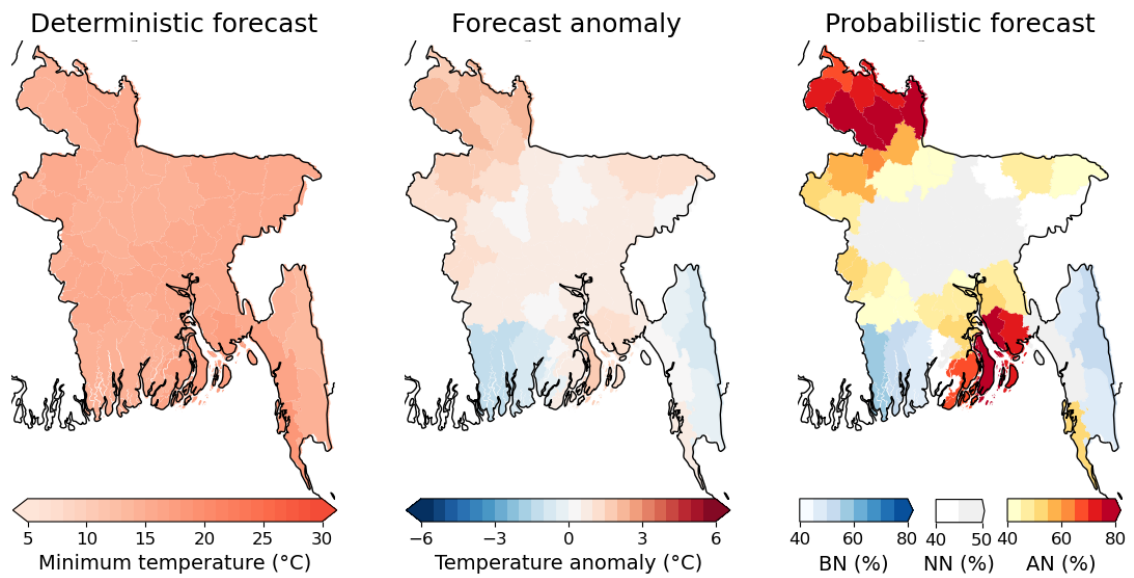 Deterministic forecast
Forecast anomaly
Probabilistic forecast
5 10 15 20 25 30
Minimum temperature (°C)
−6 −3 0 3 6
Temperature anomaly (°C)
40 60 80
BN (%)
40 50
NN (%)
40 60 80
AN (%)